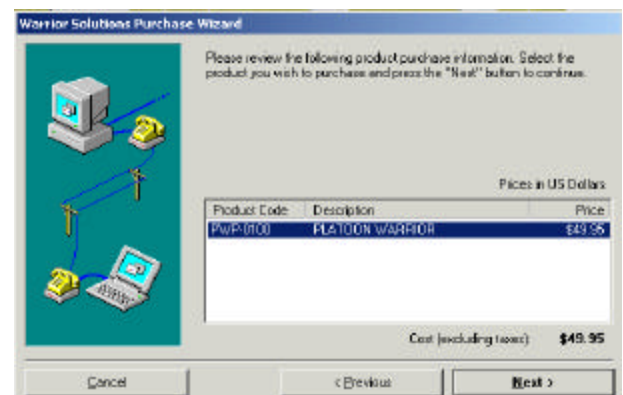 Warrior Solutions Purchase Wizard
Please review the following product purchase information. Select the
product you wish to purchase and press the "Next" button to continue.
Prices in US Dollars
Product Code Description Price
PWP-0100 PLATOON WARRIOR $49.95
Cost (excluding taxes) $49.95
Cancel < Previous Next >